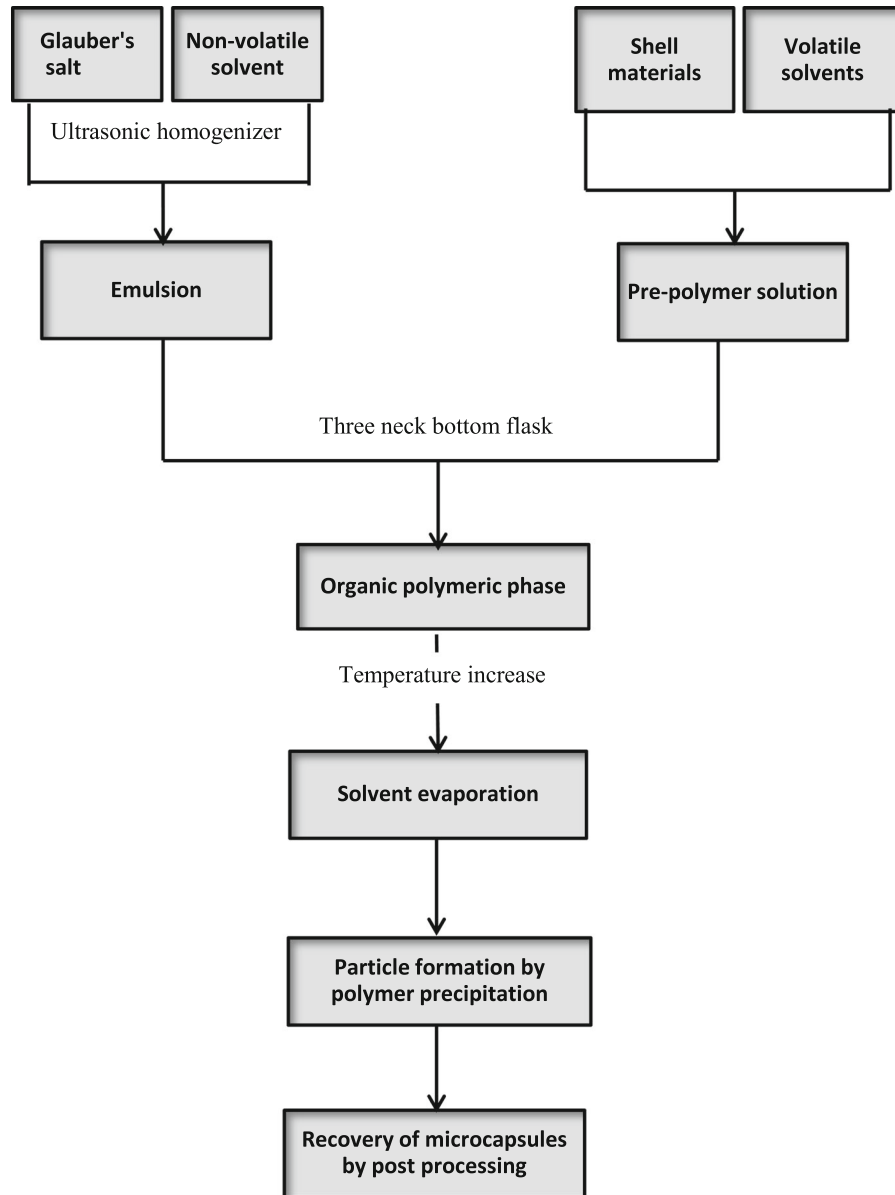 Glauber's
salt
Non-volatile
solvent
Shell
materials
Volatile
solvents
Ultrasonic homogenizer
Emulsion
Pre-polymer solution
Three neck bottom flask
Organic polymeric phase
Temperature increase
Solvent evaporation
Particle formation by
polymer precipitation
Recovery of microcapsules
by post processing